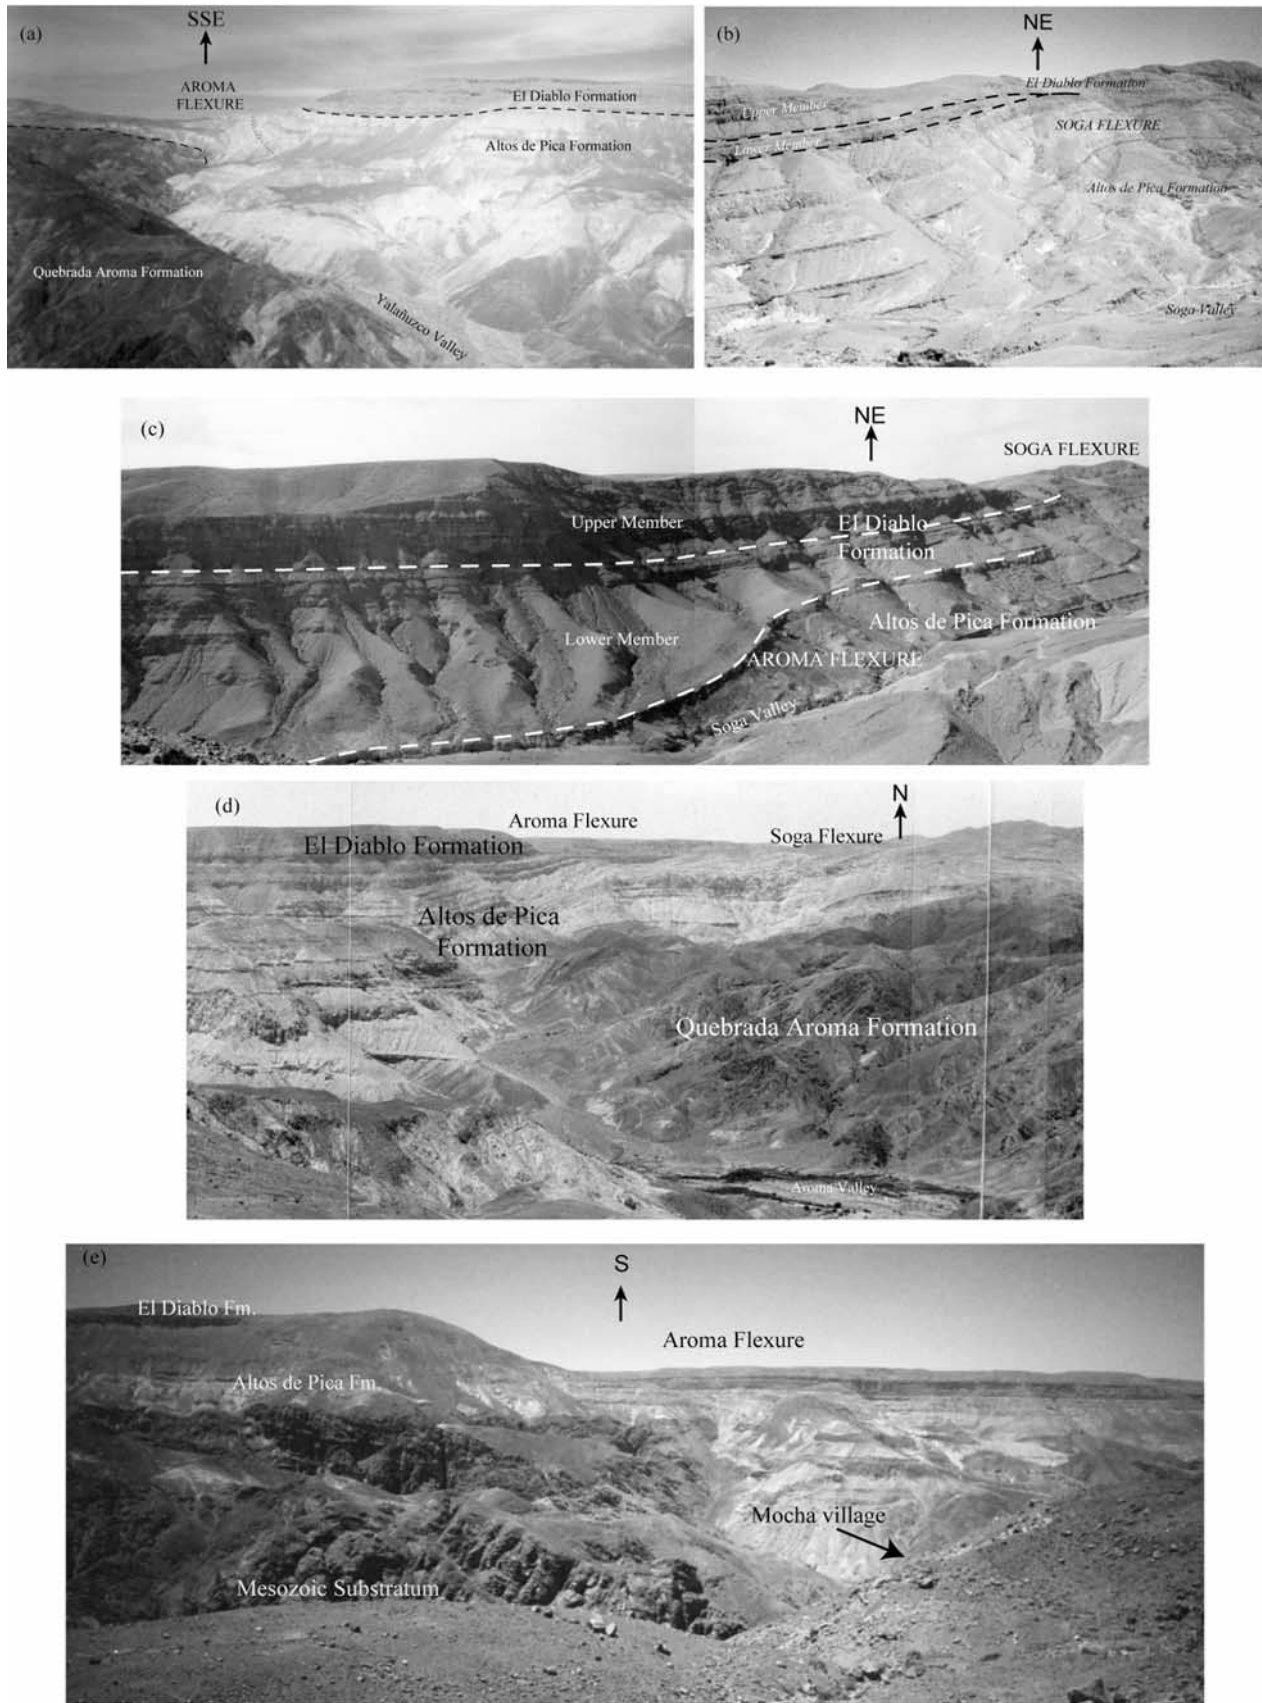 (a)
SSE
AROMA
FLEXURE
El Diablo Formation
Altos de Pica Formation
Quebrada Aroma Formation
Yalañuzco Valley
(b)
NE
El Diablo Formation
Upper Member
SOGA FLEXURE
Lower Member
Altos de Pica Formation
Soga Valley
(c)
NE
SOGA FLEXURE
Upper Member
El Diablo
Formation
Altos de Pica Formation
Lower Member
AROMA FLEXURE
Soga Valley
(d)
N
Aroma Flexure
Soga Flexure
El Diablo Formation
Altos de Pica
Formation
Quebrada Aroma Formation
Aroma Valley
(e)
S
El Diablo Fm.
Aroma Flexure
Altos de Pica Fm.
Mocha village
Mesozoic Substratum